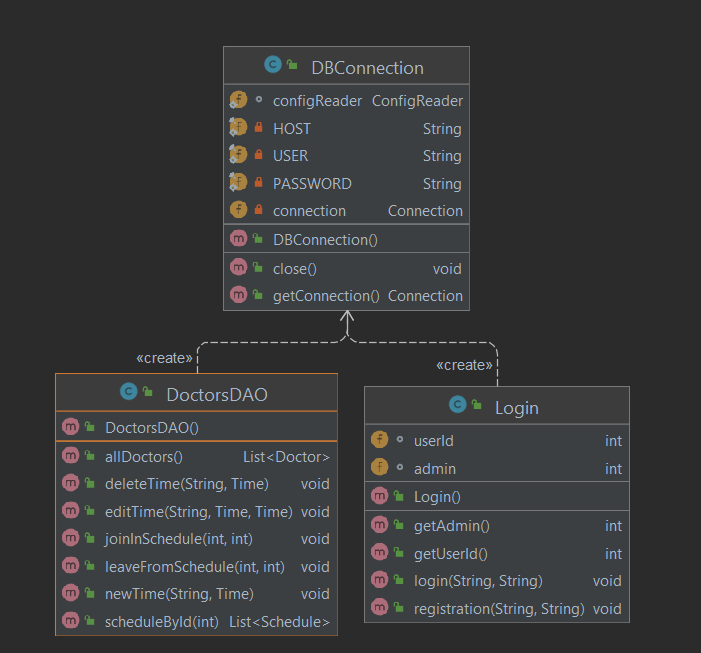 DBConnection
configReader ConfigReader
HOST String
USER String
PASSWORD String
connection Connection
DBConnection()
close() void
getConnection() Connection
«create»
«create»
DoctorsDAO
DoctorsDAO()
allDoctors() List<Doctor>
deleteTime(String, Time) void
editTime(String, Time, Time) void
joinInSchedule(int, int) void
leaveFromSchedule(int, int) void
newTime(String, Time) void
scheduleById(int) List<Schedule>
Login
userId int
admin int
Login()
getAdmin() int
getUserId() int
login(String, String) void
registration(String, String) void